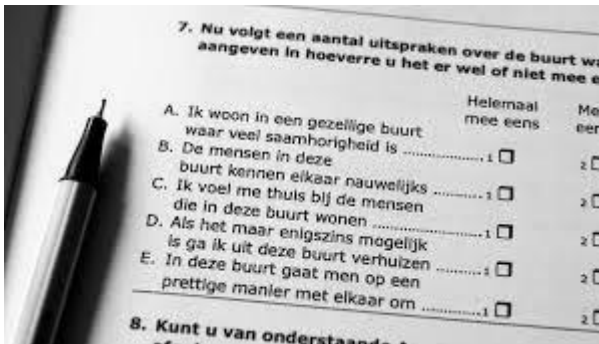 7. Nu volgt een aantal uitspraken over de buurt
aangeven in hoeverre u het er wel of niet mee
Helemaal
mee eens
A. Ik woon in een gezellige buurt
waar veel saamhorigheid is ................ 1 ☐ 2
B. De mensen in deze
buurt kennen elkaar nauwelijks .......... 1 ☐ 2
C. Ik voel me thuis bij de mensen
die in deze buurt wonen ..................... 1 ☐ 2
D. Als het maar enigszins mogelijk
is ga ik uit deze buurt verhuizen .......... 1 ☐ 2
E. In deze buurt gaat men op een
prettige manier met elkaar om ............ 1 ☐ 2
8. Kunt u van onderstaande